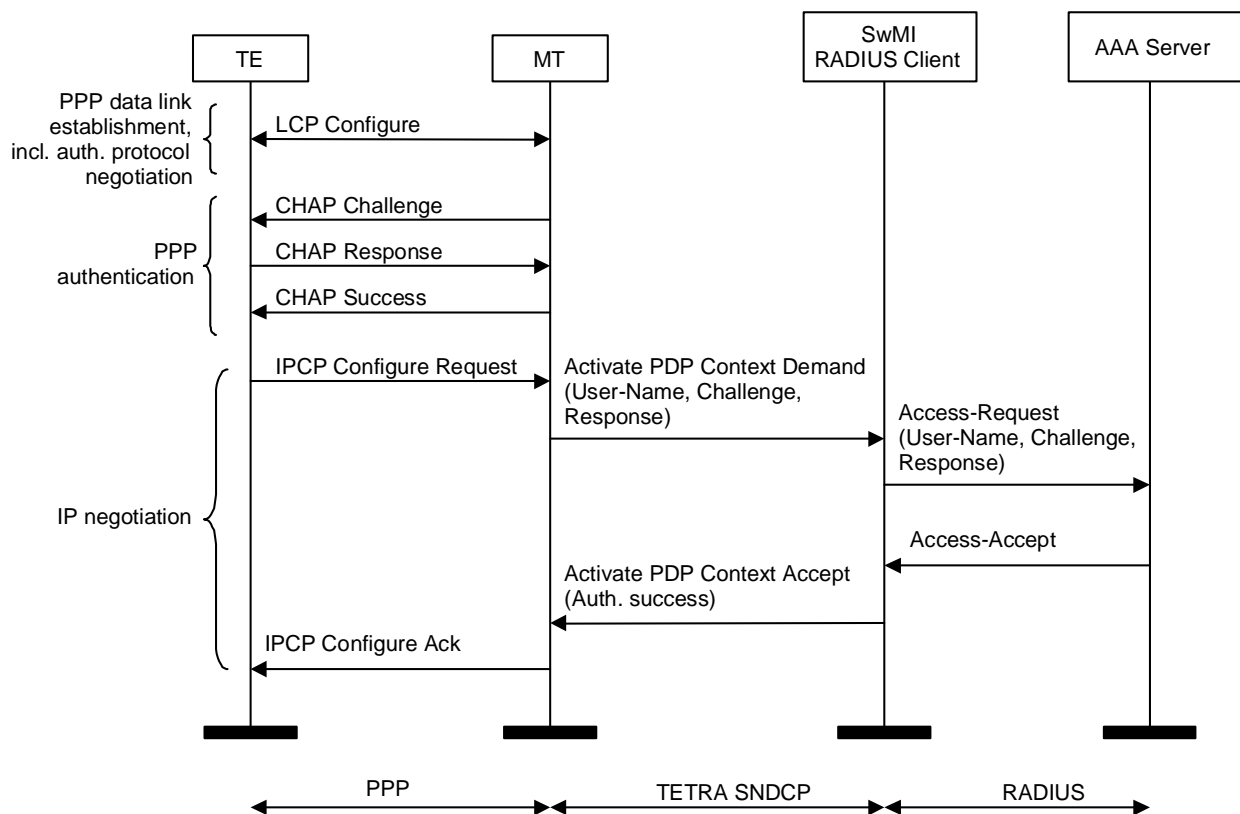 TE
MT
SwMI
RADIUS Client
AAA Server
PPP data link
establishment,
incl. auth. protocol
negotiation
LCP Configure
PPP
authentication
CHAP Challenge
CHAP Response
CHAP Success
IP negotiation
IPCP Configure Request
Activate PDP Context Demand
(User-Name, Challenge,
Response)
Access-Request
(User-Name, Challenge,
Response)
Access-Accept
Activate PDP Context Accept
(Auth. success)
IPCP Configure Ack
PPP
TETRA SNDCP
RADIUS